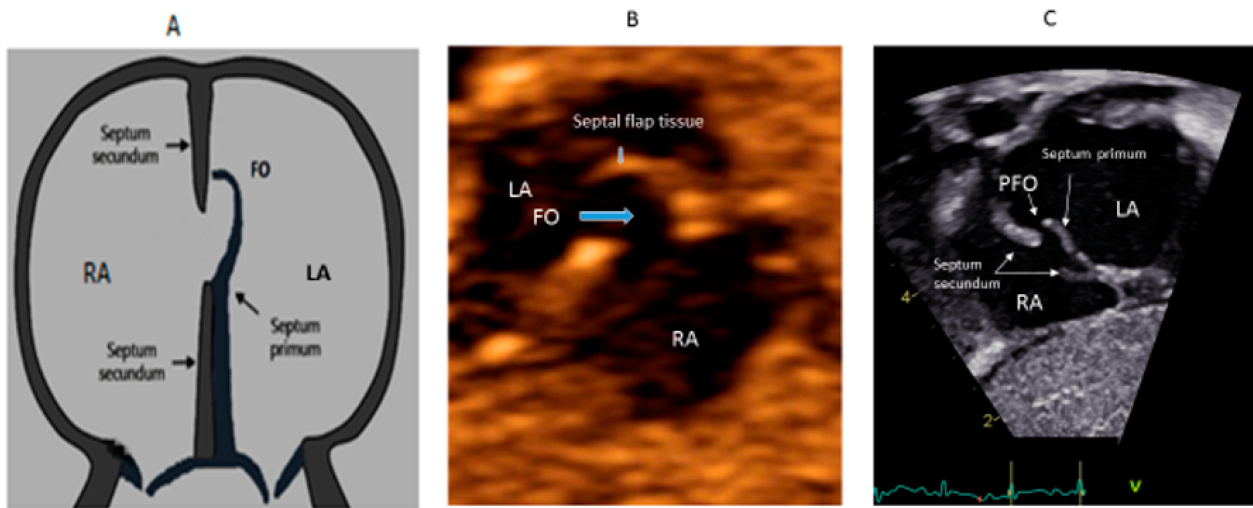 A
Septum
secundum
FO
RA
LA
Septum
secundum
Septum
primum
B
Septal flap tissue
LA
FO
RA
C
Septum primum
PFO
LA
Septum
secundum
RA
4
2
V